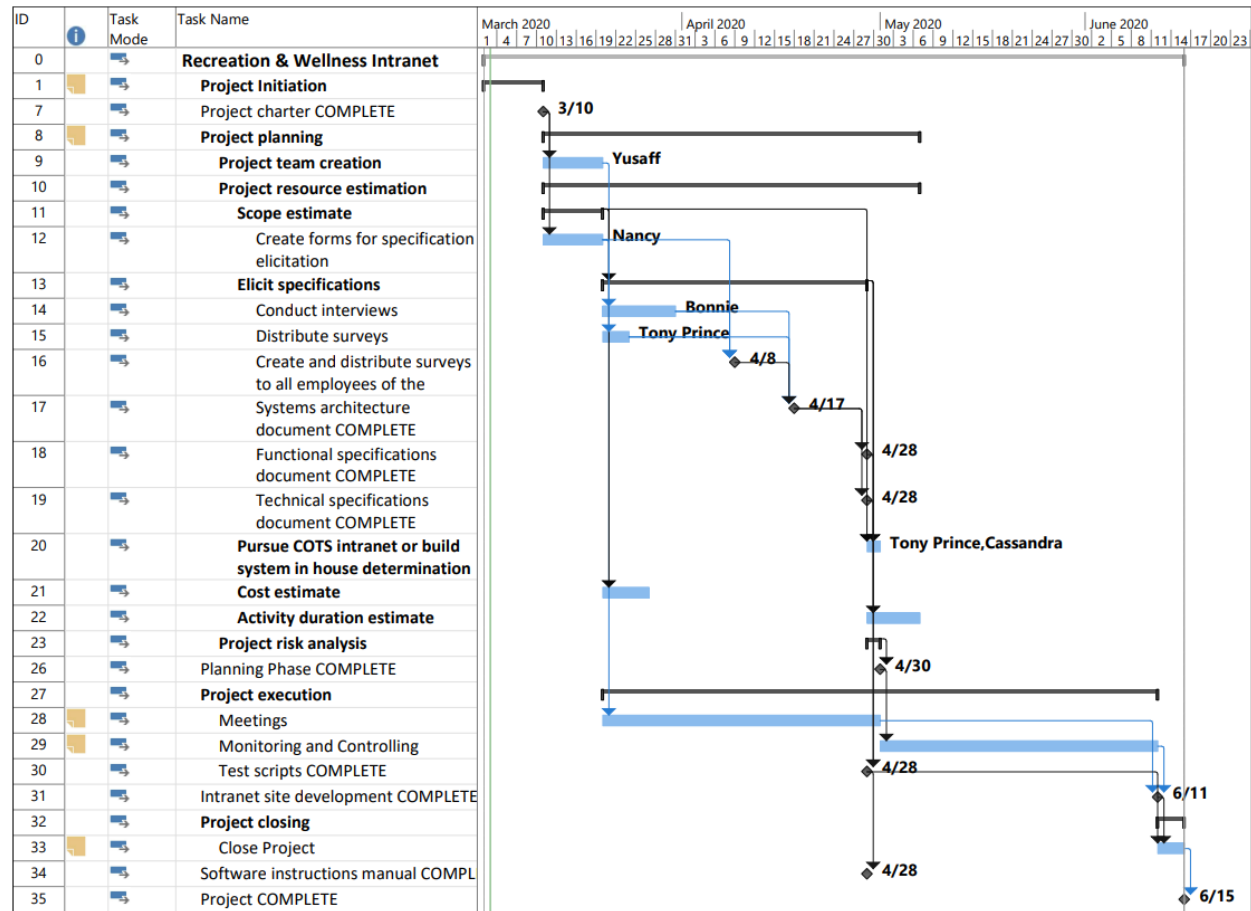 ID Task Mode Task Name
March 2020 April 2020 May 2020 June 2020
1 4 7 10 13 16 19 22 25 28 31 3 6 9 12 15 18 21 24 27 30 3 6 9 12 15 18 21 24 27 30 2 5 8 11 14 17 20 23
0 Recreation & Wellness Intranet
1 Project Initiation
7 Project charter COMPLETE 3/10
8 Project planning
9 Project team creation Yusaff
10 Project resource estimation
11 Scope estimate
12 Create forms for specification Nancy
elicitation
13 Elicit specifications
14 Conduct interviews Bonnie
15 Distribute surveys Tony Prince
16 Create and distribute surveys 4/8
to all employees of the
17 Systems architecture 4/17
document COMPLETE
18 Functional specifications 4/28
document COMPLETE
19 Technical specifications 4/28
document COMPLETE
20 Pursue COTS intranet or build Tony Prince,Cassandra
system in house determination
21 Cost estimate
22 Activity duration estimate
23 Project risk analysis
26 Planning Phase COMPLETE 4/30
27 Project execution
28 Meetings
29 Monitoring and Controlling
30 Test scripts COMPLETE 4/28
31 Intranet site development COMPLETE 6/11
32 Project closing
33 Close Project
34 Software instructions manual COMPL 4/28
35 Project COMPLETE 6/15